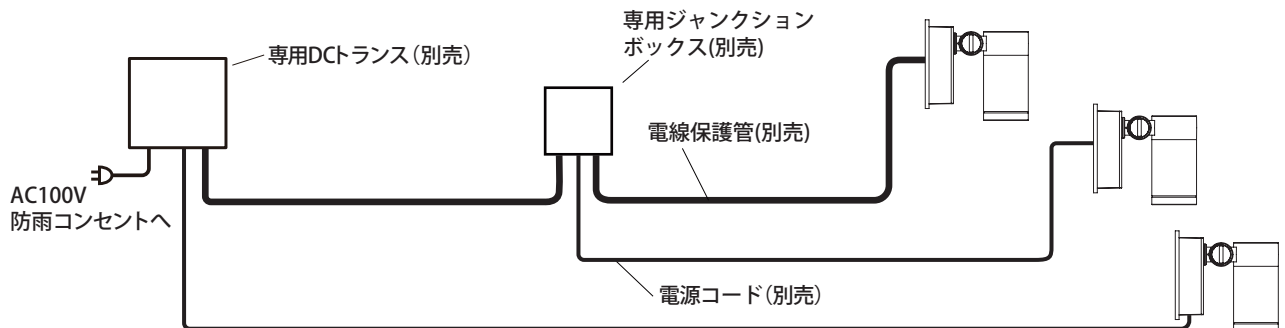 専用DCトランス（別売）
専用ジャンクション
ボックス(別売)
電線保護管(別売)
AC100V
防雨コンセントへ
電源コード（別売）